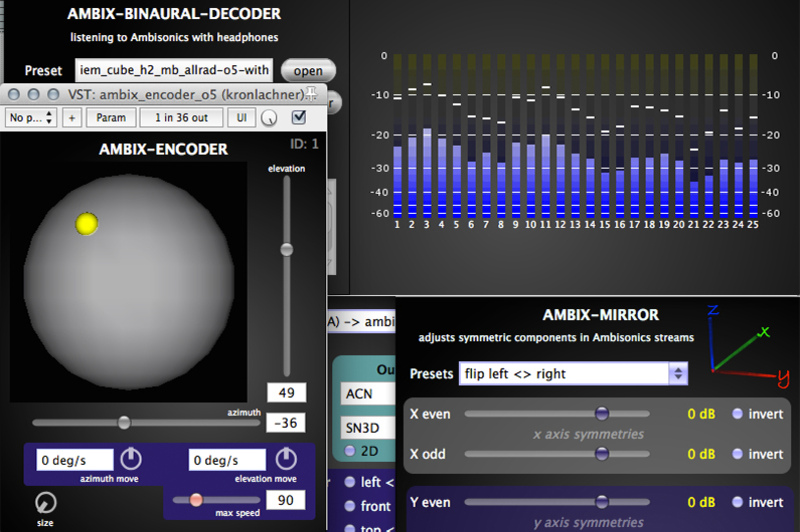 AMBIX-BINAURAL-DECODER
listening to Ambisonics with headphones
Preset
iem_cube_h2_mb_allrad-o5-with
open
VST: ambix_encoder_o5 (kronlachner)
No p...
+
Param
1 in 36 out
UI
AMBIX-ENCODER
ID: 1
elevation
49
azimuth
-36
0 deg/s
0 deg/s
azimuth move
elevation move
90
max speed
size
0 0
-10 -10
-20 -20
-30 -30
-40 -40
-60 -60
1 2 3 4 5 6 7 8 9 10 11 12 13 14 15 16 17 18 19 20 21 22 23 24 25
A) -> ambi
Ou
ACN
SN3D
2D
left <
front
top <
AMBIX-MIRROR
adjusts symmetric components in Ambisonics streams
z
x
y
Presets
flip left <> right
X even 0 dB invert
x axis symmetries
X odd 0 dB invert
Y even 0 dB invert
y axis symmetries